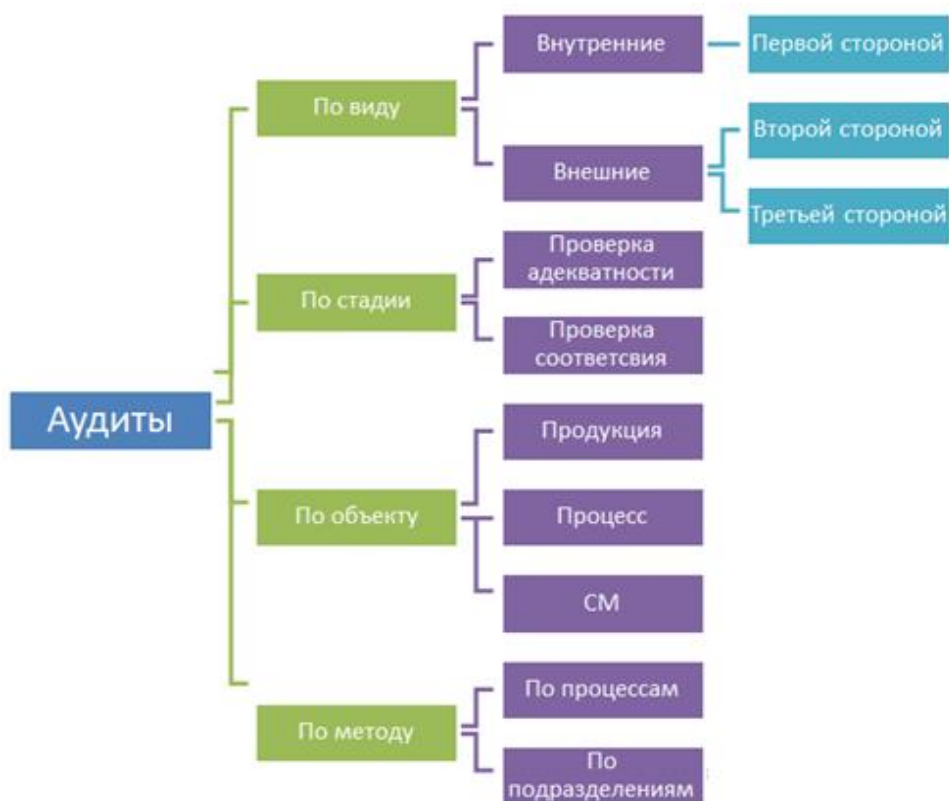 Аудиты
По виду
Внутренние
Первой стороной
Внешние
Второй стороной
Третьей стороной
По стадии
Проверка
адекватности
Проверка
соответсвия
По объекту
Продукция
Процесс
СМ
По методу
По процессам
По
подразделениям